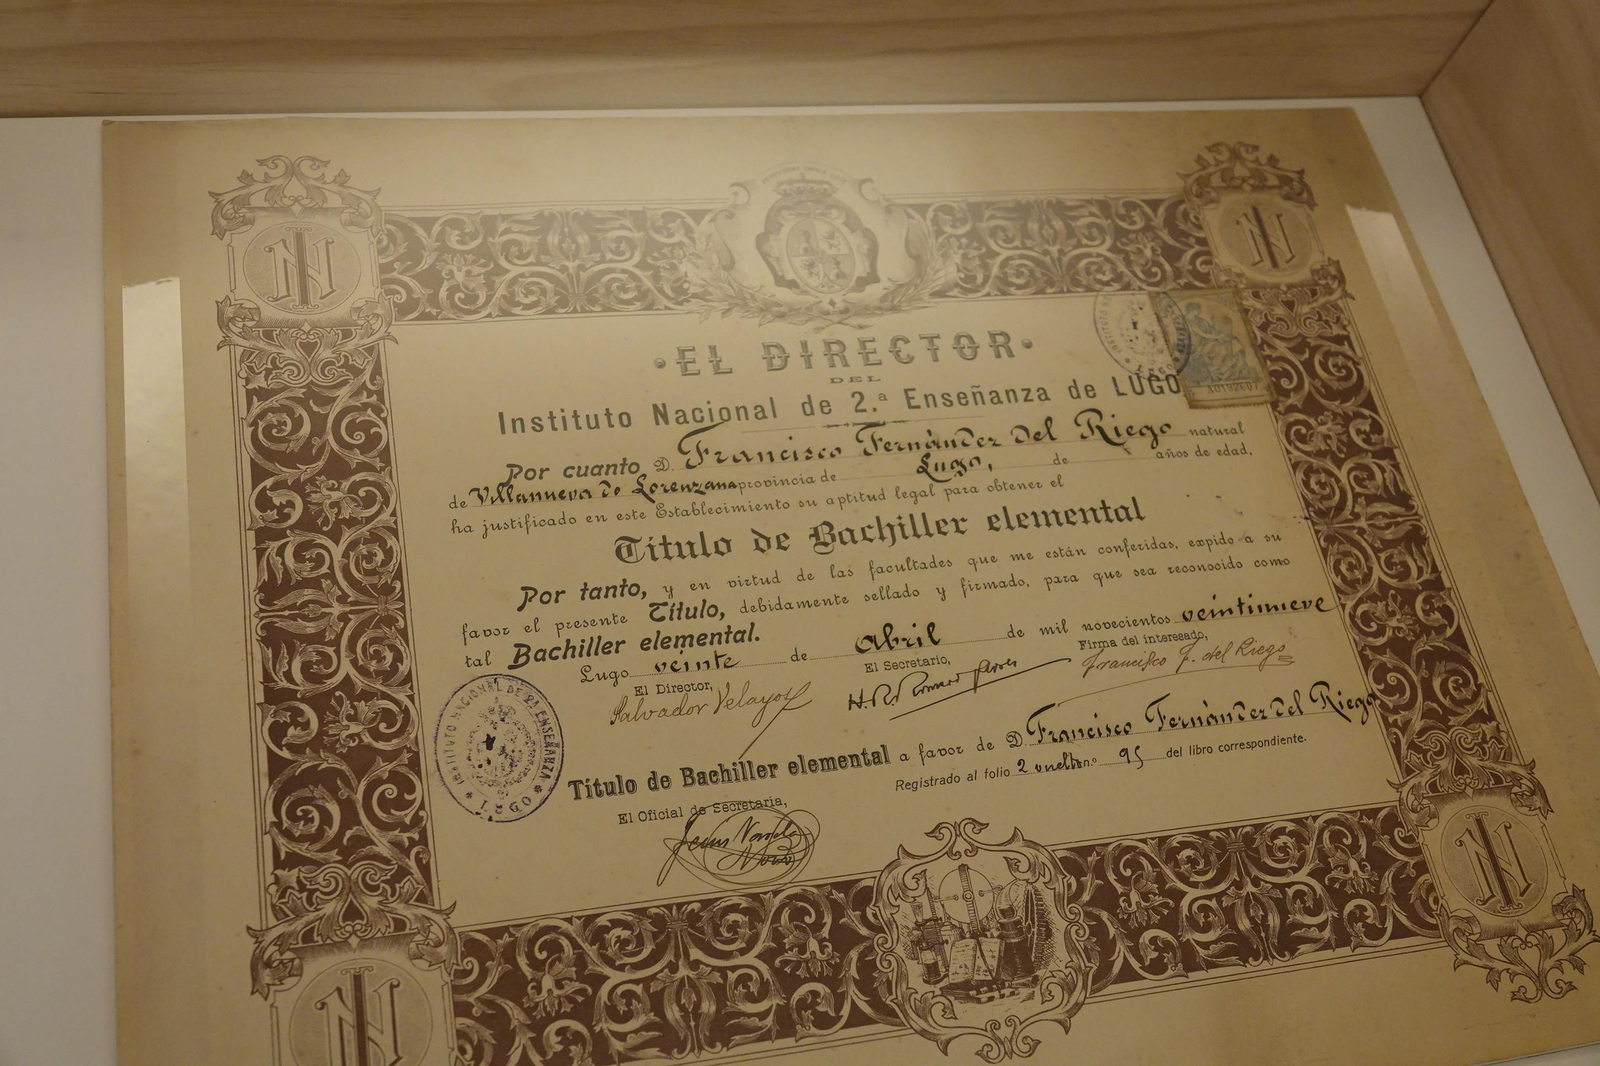 · EL DIRECTOR ·
DEL
Instituto Nacional de 2.ª Enseñanza de LUGO
Por cuanto D. Francisco Fernández Del Riego natural
de Villanueva de Lorenzana provincia de Lugo, de años de edad,
ha justificado en este Establecimiento su aptitud legal para obtener el
Título de Bachiller elemental
Por tanto, y en virtud de las facultades que me están conferidas, expido a su
favor el presente Título, debidamente sellado y firmado, para que sea reconocido como
tal Bachiller elemental.
Lugo veinte de Abril de mil novecientos veintinueve
El Director,
El Secretario,
Firma del interesado,
Salvador Velayos
Francisco F. del Riego
Título de Bachiller elemental a favor de D. Francisco Fernández del Riego
Registrado al folio 2 vuelto n.º 95 del libro correspondiente.
El Oficial de Secretaría,
INSTITUTO NACIONAL DE 2ª ENSEÑANZA
* LUGO *